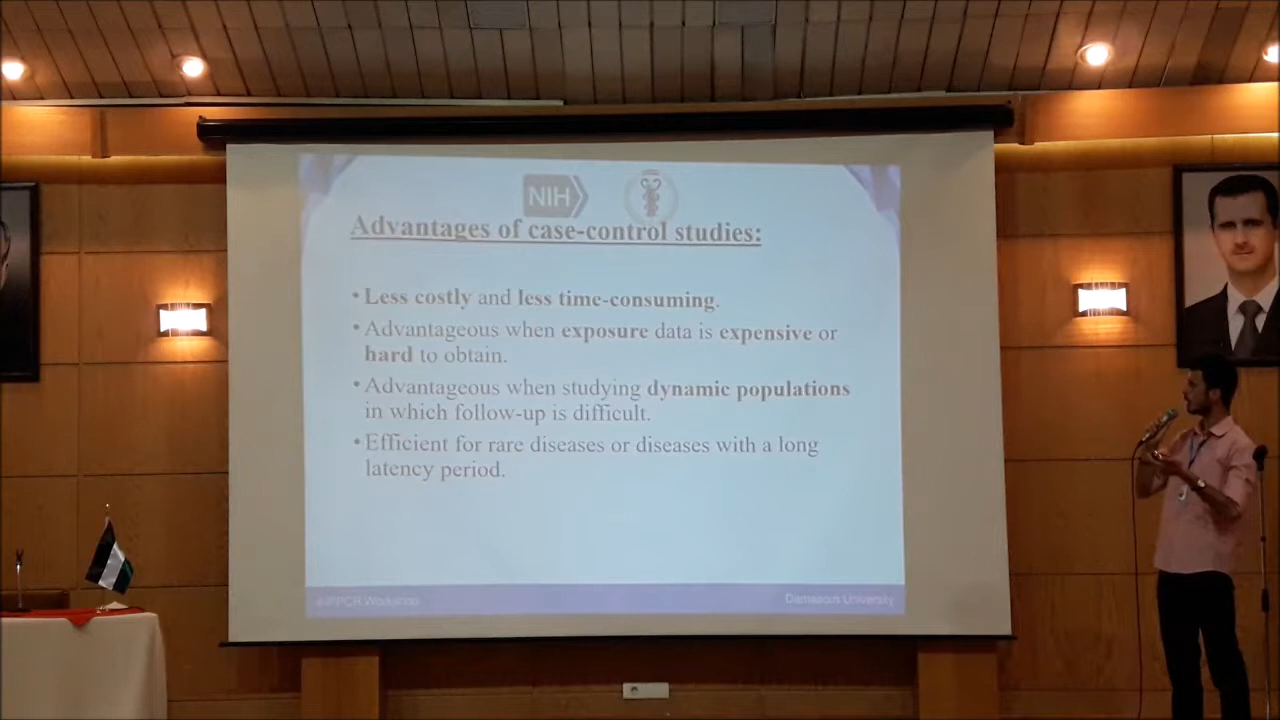 NIH
Advantages of case-control studies:
• Less costly and less time-consuming.
• Advantageous when exposure data is expensive or
hard to obtain.
• Advantageous when studying dynamic populations
in which follow-up is difficult.
• Efficient for rare diseases or diseases with a long
latency period.
#IPPCR Workshop
Damascus University